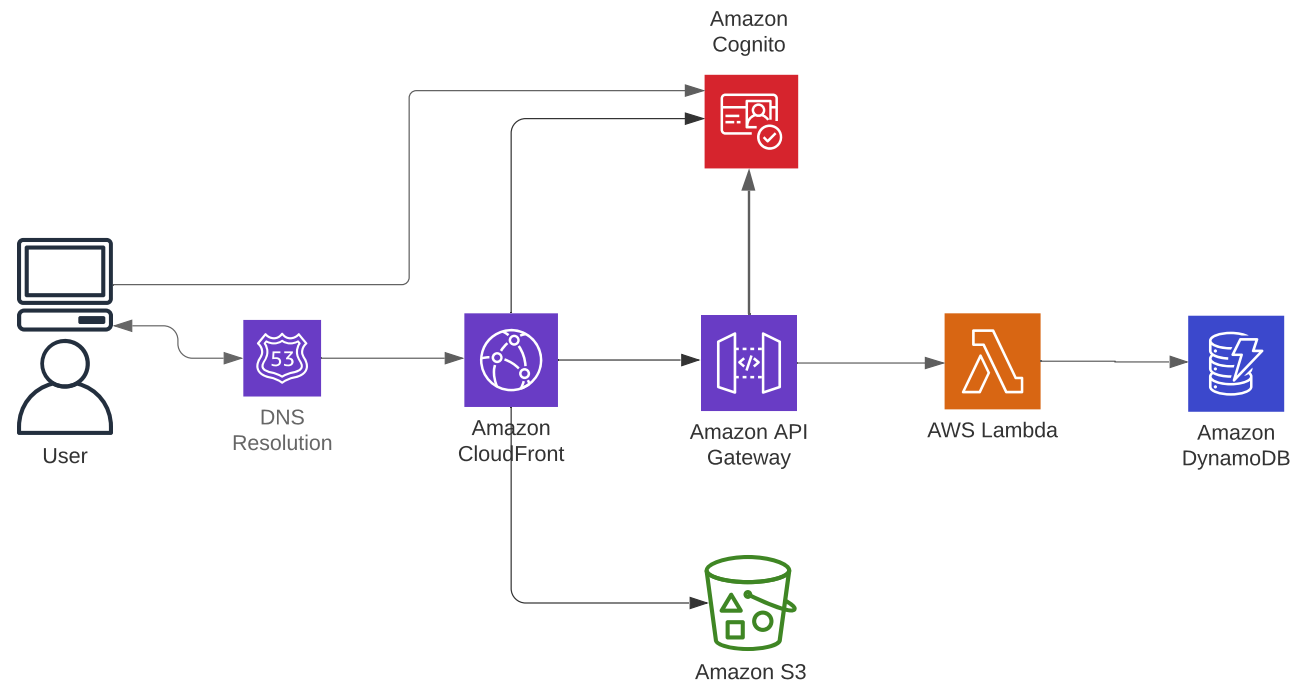 Amazon
Cognito
53
DNS
Resolution
User
Amazon
CloudFront
</>
Amazon API
Gateway
AWS Lambda
Amazon
DynamoDB
Amazon S3